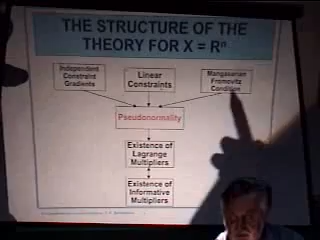 THE STRUCTURE OF THE
THEORY FOR X = Rⁿ
Independent
Constraint
Gradients
Linear
Constraints
Mangasarian
Fromovitz
Condition
Pseudonormality
Existence of
Lagrange
Multipliers
Existence of
Informative
Multipliers